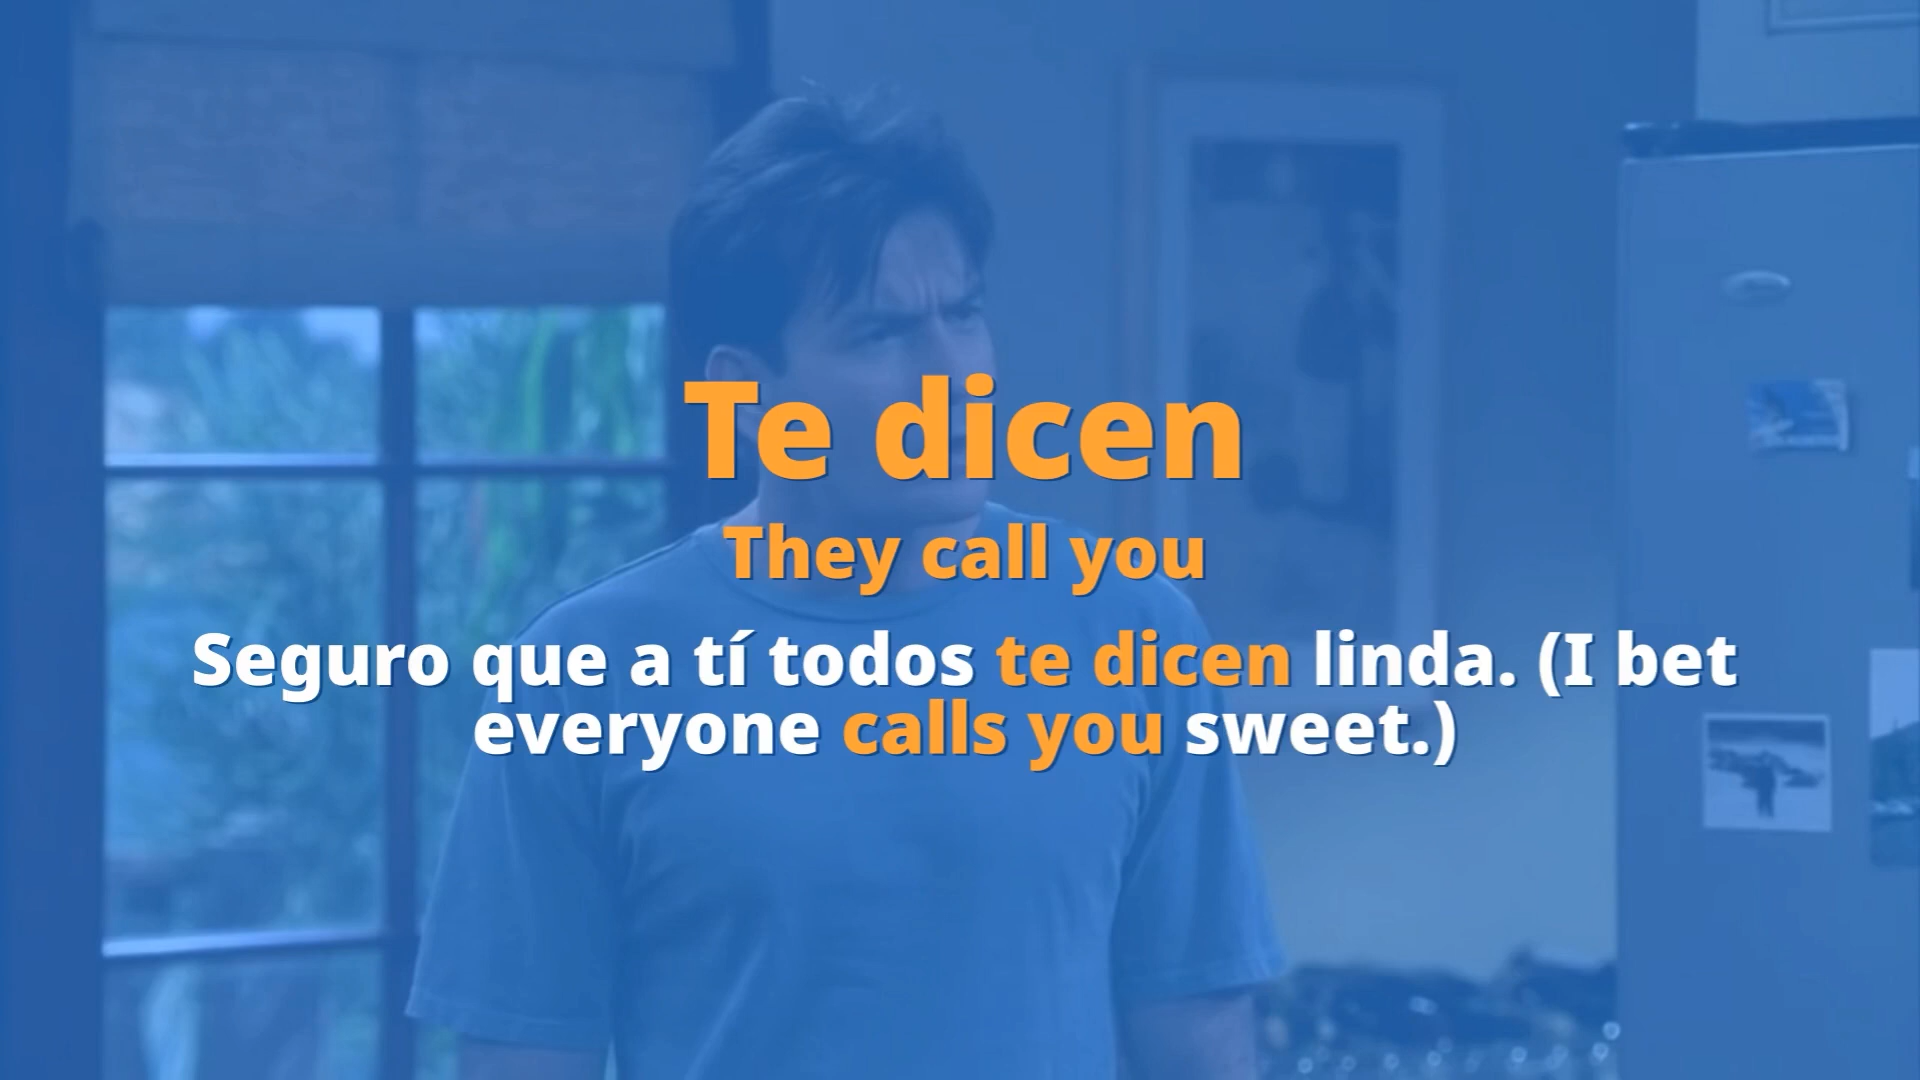 Te dicen
They call you
Seguro que a tí todos te dicen linda. (I bet
everyone calls you sweet.)